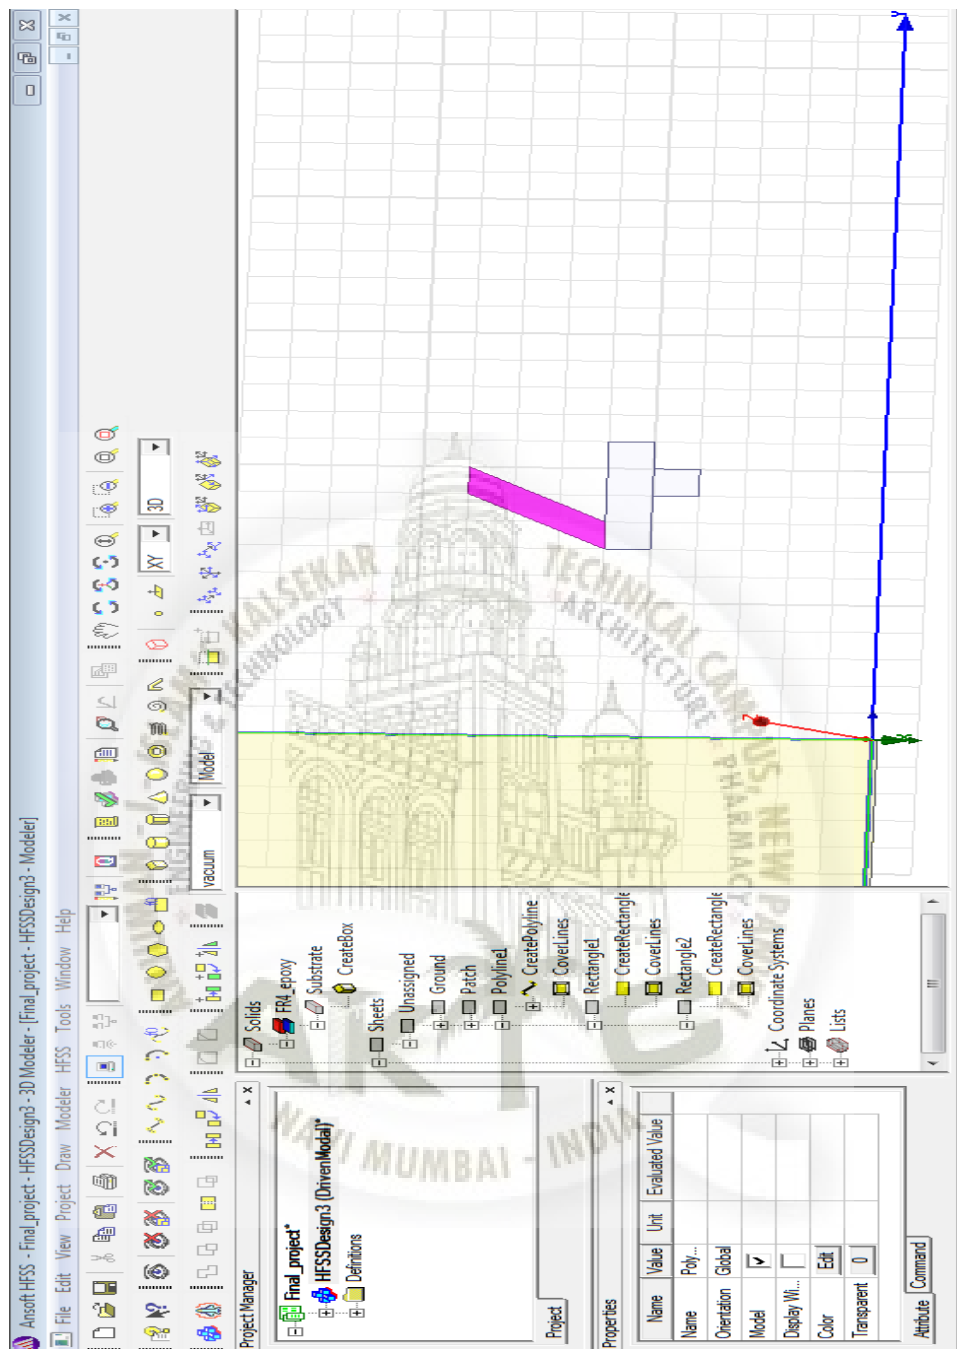 Ansoft HFSS - Final_project - HFSSDesign3 - 3D Modeler - [Final_project - HFSSDesign3 - Modeler]
File Edit View Project Draw Modeler HFSS Tools Window Help
Vacuum
Model
XY
3D
Project Manager
Final_project*
HFSSDesign3 (DrivenModal)*
Definitions
Project
Properties
Name Value Unit Evaluated Value
Name Poly...
Orientation Global
Model
Display Wi...
Color Edit
Transparent 0
Attribute Command
Solids
FR4_epoxy
Substrate
CreateBox
Sheets
Unassigned
Ground
Patch
Polyline1
CreatePolyline
CoverLines
Rectangle1
CreateRectangle
CoverLines
Rectangle2
CreateRectangle
CoverLines
Coordinate Systems
Planes
Lists
KALSEKAR TECHNICAL CAMPUS, NEW
TECHNOLOGY
ARCHITECTURE
PHARMACY
NAVI MUMBAI - INDIA